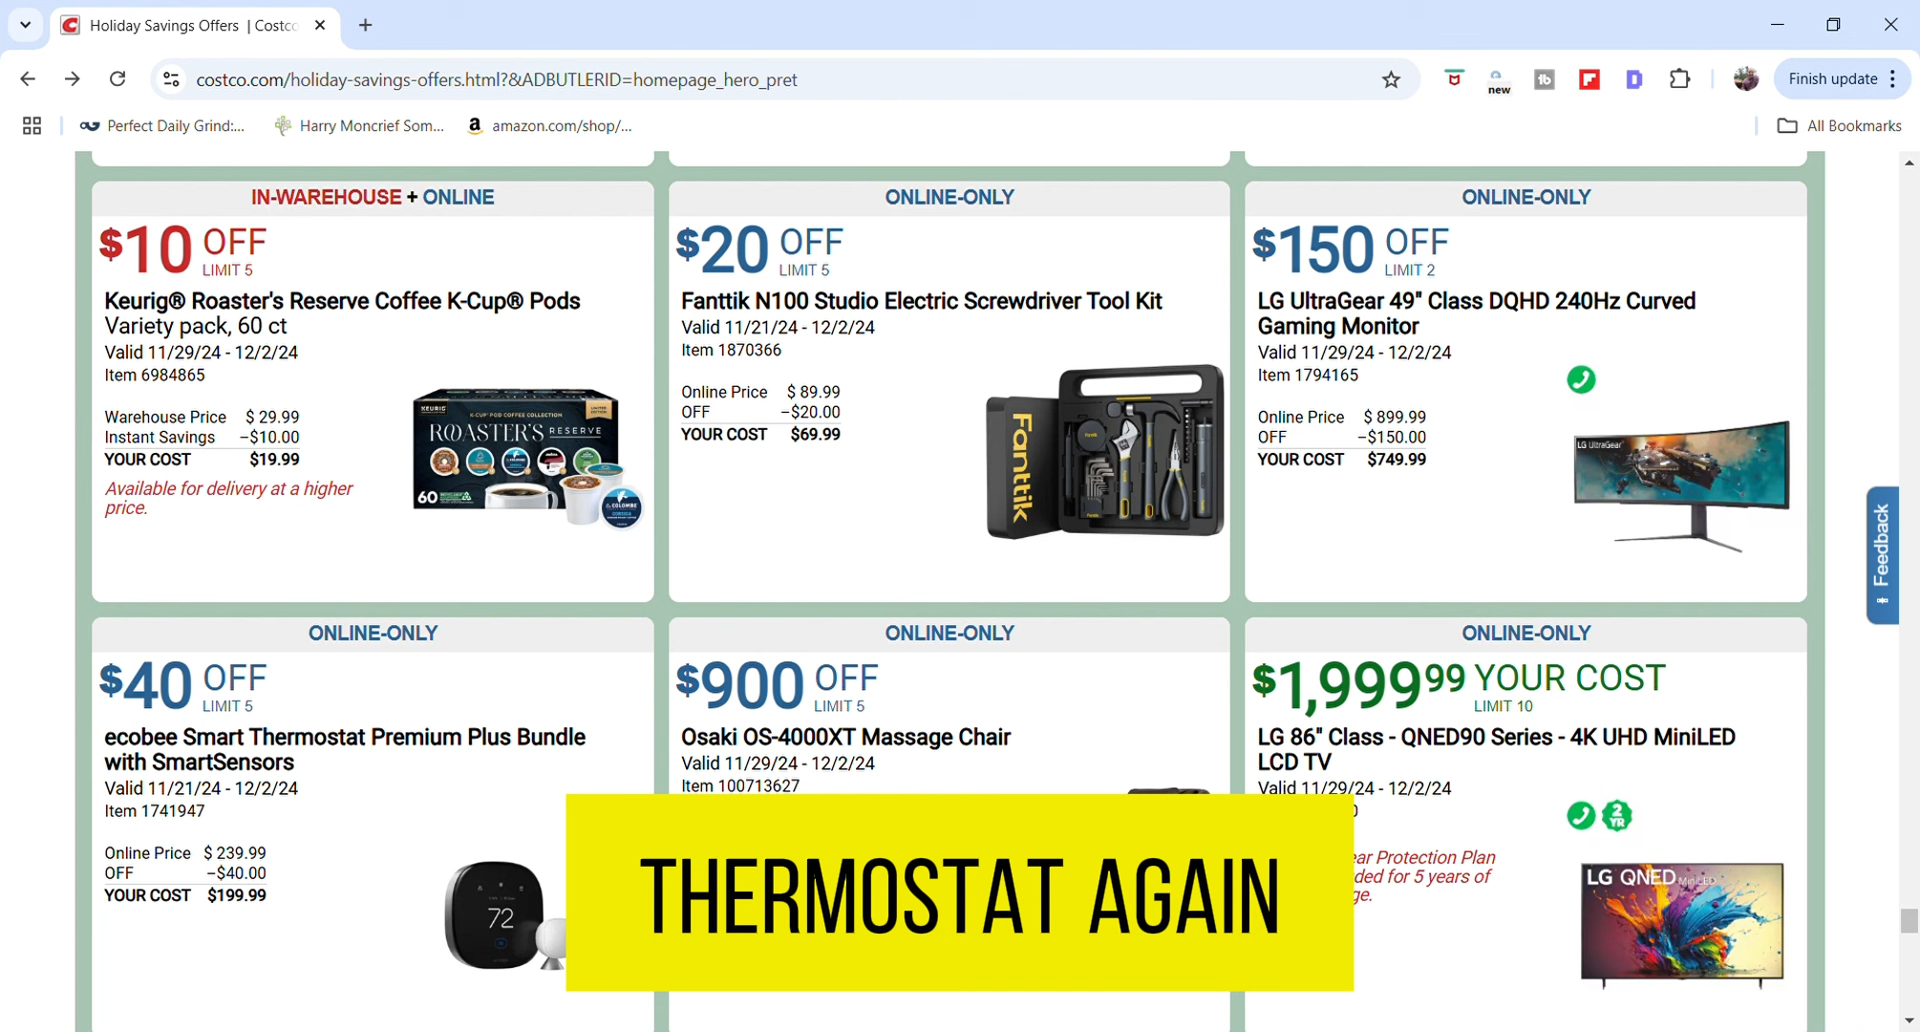 Holiday Savings Offers | Costco
costco.com/holiday-savings-offers.html?&ADBUTLERID=homepage_hero_pret
new
Finish update
Perfect Daily Grind:...
Harry Moncrief Som...
amazon.com/shop/...
All Bookmarks
IN-WAREHOUSE + ONLINE
$10 OFF
LIMIT 5
Keurig® Roaster's Reserve Coffee K-Cup® Pods
Variety pack, 60 ct
Valid 11/29/24 - 12/2/24
Item 6984865
Warehouse Price $ 29.99
Instant Savings –$10.00
YOUR COST $19.99
Available for delivery at a higher
price.
KEURIG
K-CUP® POD COFFEE COLLECTION
ROASTER'S RESERVE
60
ONLINE-ONLY
$20 OFF
LIMIT 5
Fanttik N100 Studio Electric Screwdriver Tool Kit
Valid 11/21/24 - 12/2/24
Item 1870366
Online Price $ 89.99
OFF –$20.00
YOUR COST $69.99
Fanttik
ONLINE-ONLY
$150 OFF
LIMIT 2
LG UltraGear 49" Class DQHD 240Hz Curved
Gaming Monitor
Valid 11/29/24 - 12/2/24
Item 1794165
Online Price $ 899.99
OFF –$150.00
YOUR COST $749.99
LG UltraGear
Feedback
ONLINE-ONLY
$40 OFF
LIMIT 5
ecobee Smart Thermostat Premium Plus Bundle
with SmartSensors
Valid 11/21/24 - 12/2/24
Item 1741947
Online Price $ 239.99
OFF –$40.00
YOUR COST $199.99
72
ONLINE-ONLY
$900 OFF
LIMIT 5
Osaki OS-4000XT Massage Chair
Valid 11/29/24 - 12/2/24
Item 100713627
ONLINE-ONLY
$1,999.99 YOUR COST
LIMIT 10
LG 86" Class - QNED90 Series - 4K UHD MiniLED
LCD TV
Valid 11/29/24 - 12/2/24
2 YR
ear Protection Plan
ded for 5 years of
ge.
LG QNED MiniLED
THERMOSTAT AGAIN